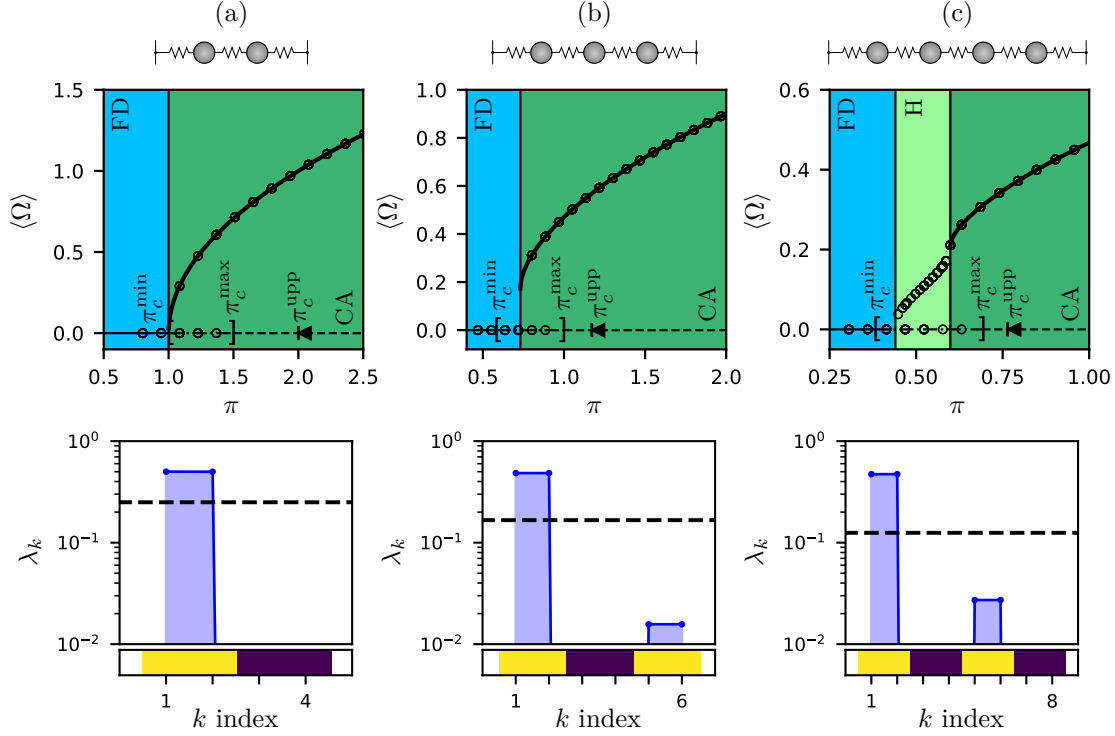 (a)
(b)
(c)
FD
CA
⟨Ω⟩
1.5
1.0
0.5
0.0
π_c^min
π_c^max
π_c^upp
0.5
1.0
1.5
2.0
2.5
π
FD
CA
⟨Ω⟩
1.0
0.8
0.6
0.4
0.2
0.0
π_c^min
π_c^max
π_c^upp
0.5
1.0
1.5
2.0
π
FD
H
CA
⟨Ω⟩
0.6
0.4
0.2
0.0
π_c^min
π_c^max
π_c^upp
0.25
0.50
0.75
1.00
π
λ_k
10^0
10^-1
10^-2
1
4
k index
λ_k
10^0
10^-1
10^-2
1
6
k index
λ_k
10^0
10^-1
10^-2
1
8
k index